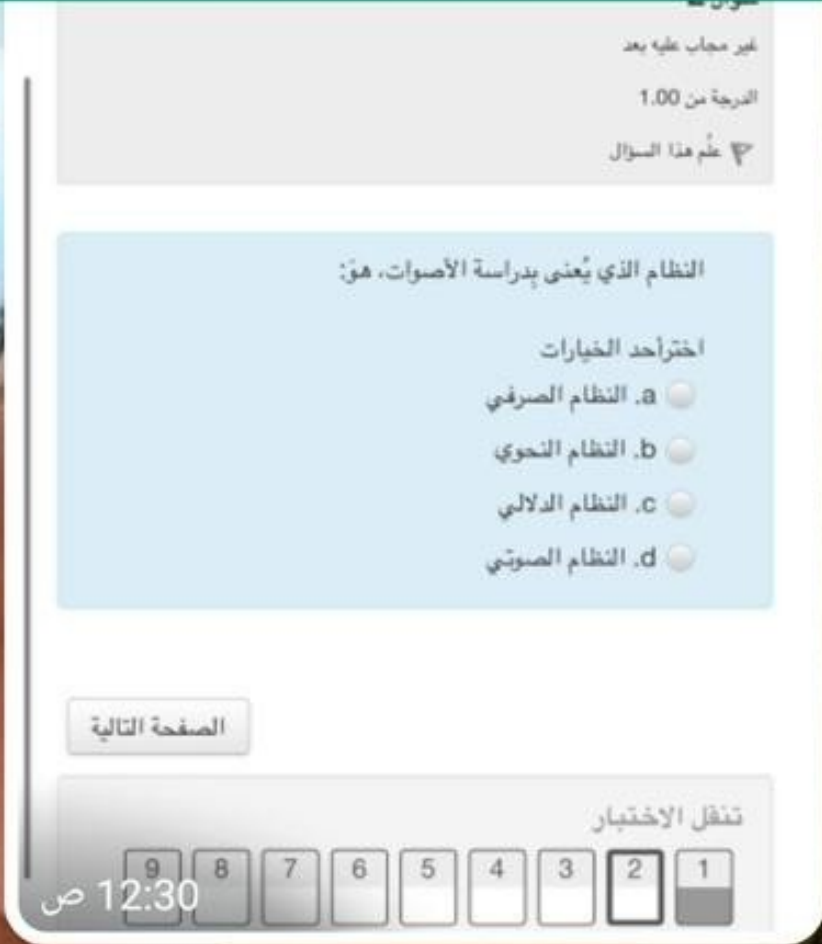 غير مجاب عليه بعد
الدرجة من 1.00
علّم هذا السؤال
النظام الذي يُعنى بِدراسة الأصوات، هوَ:
اخترأحد الخيارات
a. النظام الصرفي
b. النظام النحوي
c. النظام الدلالي
d. النظام الصوتي
الصفحة التالية
تنقل الاختبار
1 2 3 4 5 6 7 8 9
12:30 ص